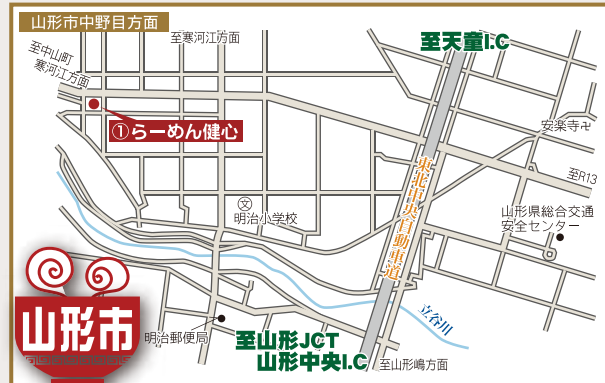 山形市中野目方面
至寒河江方面
至天童I.C
至中山町
寒河江方面
①らーめん健心
安楽寺卍
至R13
東北中央自動車道
文
明治小学校
山形県総合交通
安全センター
立谷川
山形市
明治郵便局
至山形JCT
山形中央I.C
至山形嶋方面